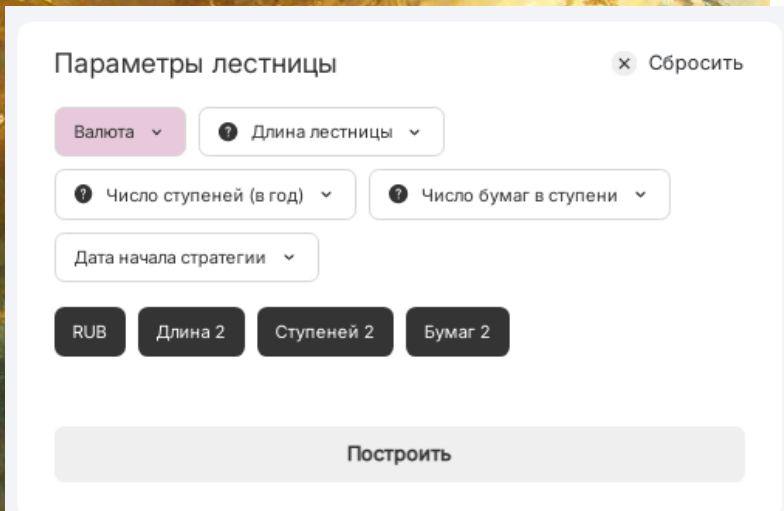 Параметры лестницы
Сбросить
Валюта
Длина лестницы
Число ступеней (в год)
Число бумаг в ступени
Дата начала стратегии
RUB Длина 2 Ступеней 2 Бумаг 2
Построить